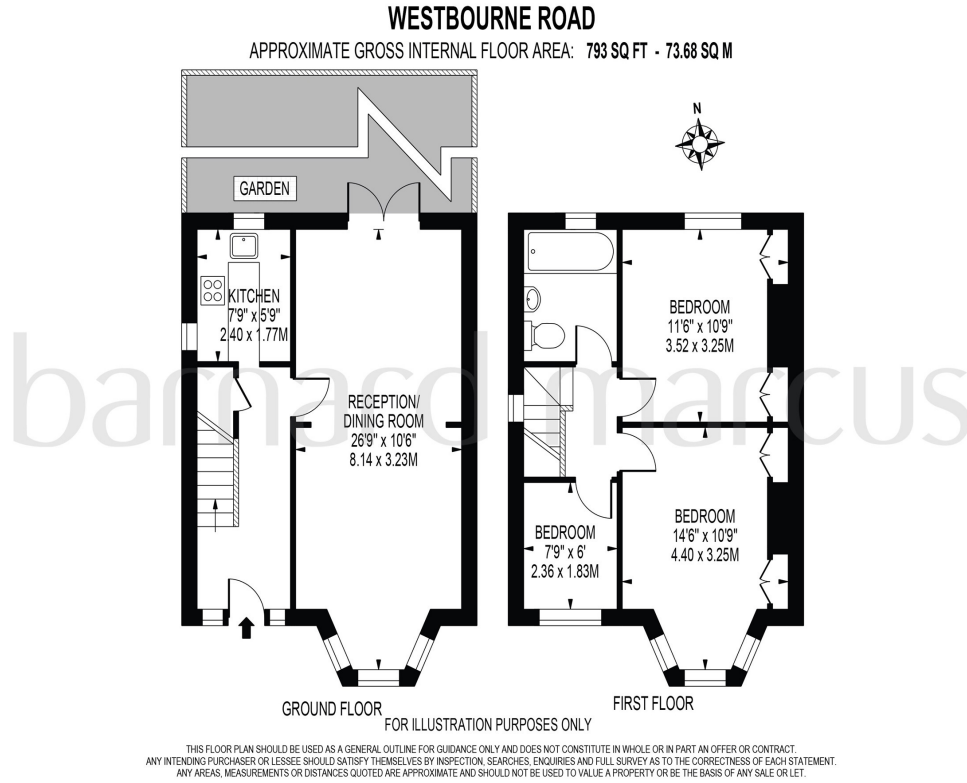 WESTBOURNE ROAD
APPROXIMATE GROSS INTERNAL FLOOR AREA: 793 SQ FT - 73.68 SQ M
N
GARDEN
KITCHEN
7'9" x 5'9"
2.40 x 1.77M
RECEPTION/
DINING ROOM
26'9" x 10'6"
8.14 x 3.23M
BEDROOM
11'6" x 10'9"
3.52 x 3.25M
barnard marcus
BEDROOM
14'6" x 10'9"
4.40 x 3.25M
BEDROOM
7'9" x 6'
2.36 x 1.83M
GROUND FLOOR
FIRST FLOOR
FOR ILLUSTRATION PURPOSES ONLY
THIS FLOOR PLAN SHOULD BE USED AS A GENERAL OUTLINE FOR GUIDANCE ONLY AND DOES NOT CONSTITUTE IN WHOLE OR IN PART AN OFFER OR CONTRACT.
ANY INTENDING PURCHASER OR LESSEE SHOULD SATISFY THEMSELVES BY INSPECTION, SEARCHES, ENQUIRIES AND FULL SURVEY AS TO THE CORRECTNESS OF EACH STATEMENT.
ANY AREAS, MEASUREMENTS OR DISTANCES QUOTED ARE APPROXIMATE AND SHOULD NOT BE USED TO VALUE A PROPERTY OR BE THE BASIS OF ANY SALE OR LET.